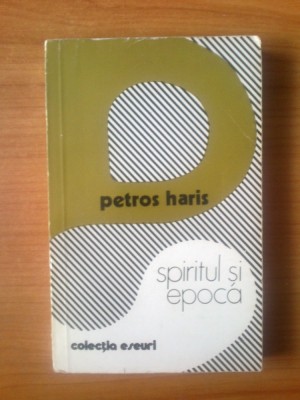 petros haris
spiritul și
epocă
colecția eseuri